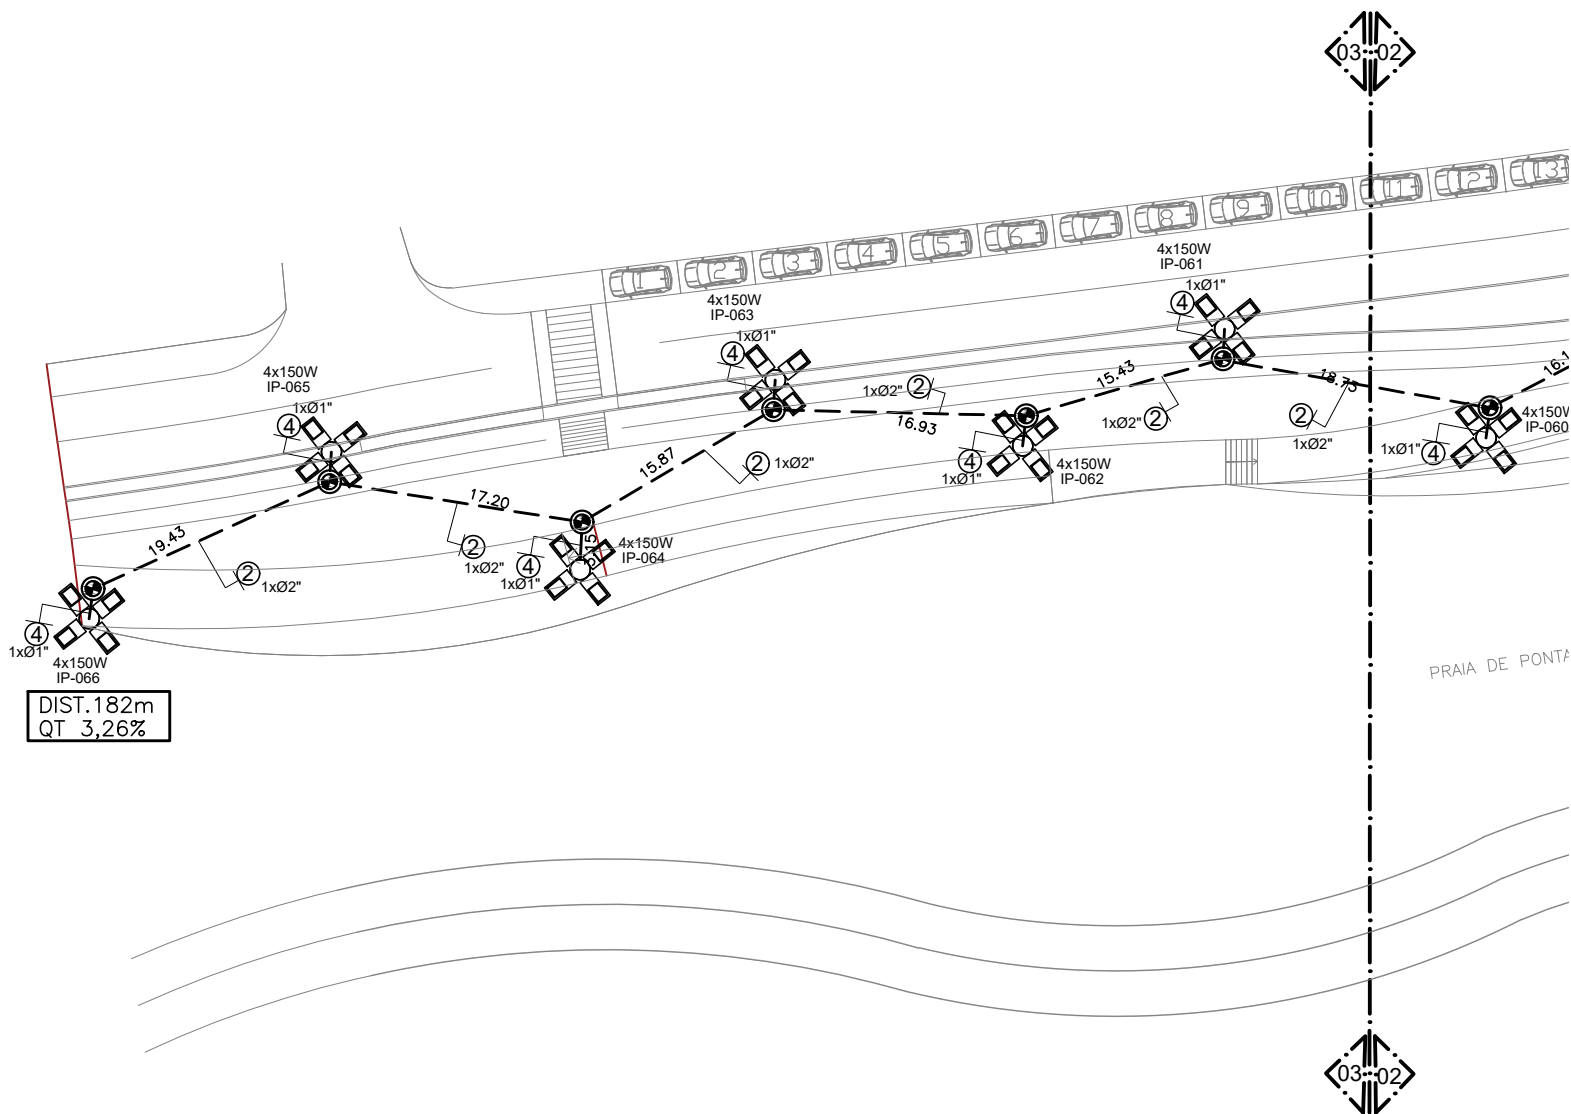 03 02
1
2
3
4
5
6
7
8
9
10
11
12
13
4x150W
IP-061
1xØ1"
4
4x150W
IP-063
1xØ1"
4
4x150W
IP-065
1xØ1"
4
15.43
18.73
16.1
2
1xØ2"
16.93
2
1xØ2"
2
1xØ2"
4x150W
IP-060
1xØ1"
4
4x150W
IP-062
4
1xØ1"
15.87
2
1xØ2"
17.20
2
1xØ2"
19.43
2
1xØ2"
4x150W
IP-064
3.15
4
1xØ1"
4
1xØ1"
4x150W
IP-066
DIST.182m
QT 3,26%
PRAIA DE PONTA
03 02